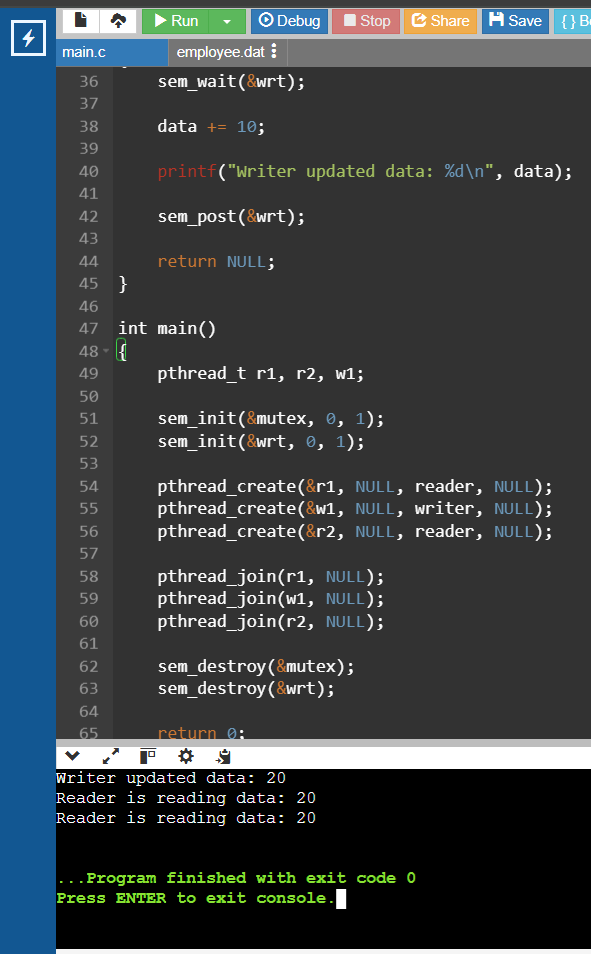 Run Debug Stop Share Save { } Be
main.c employee.dat
36 sem_wait(&wrt);
37
38 data += 10;
39
40 printf("Writer updated data: %d\n", data);
41
42 sem_post(&wrt);
43
44 return NULL;
45 }
46
47 int main()
48 {
49 pthread_t r1, r2, w1;
50
51 sem_init(&mutex, 0, 1);
52 sem_init(&wrt, 0, 1);
53
54 pthread_create(&r1, NULL, reader, NULL);
55 pthread_create(&w1, NULL, writer, NULL);
56 pthread_create(&r2, NULL, reader, NULL);
57
58 pthread_join(r1, NULL);
59 pthread_join(w1, NULL);
60 pthread_join(r2, NULL);
61
62 sem_destroy(&mutex);
63 sem_destroy(&wrt);
64
65 return 0;
Writer updated data: 20
Reader is reading data: 20
Reader is reading data: 20
...Program finished with exit code 0
Press ENTER to exit console.